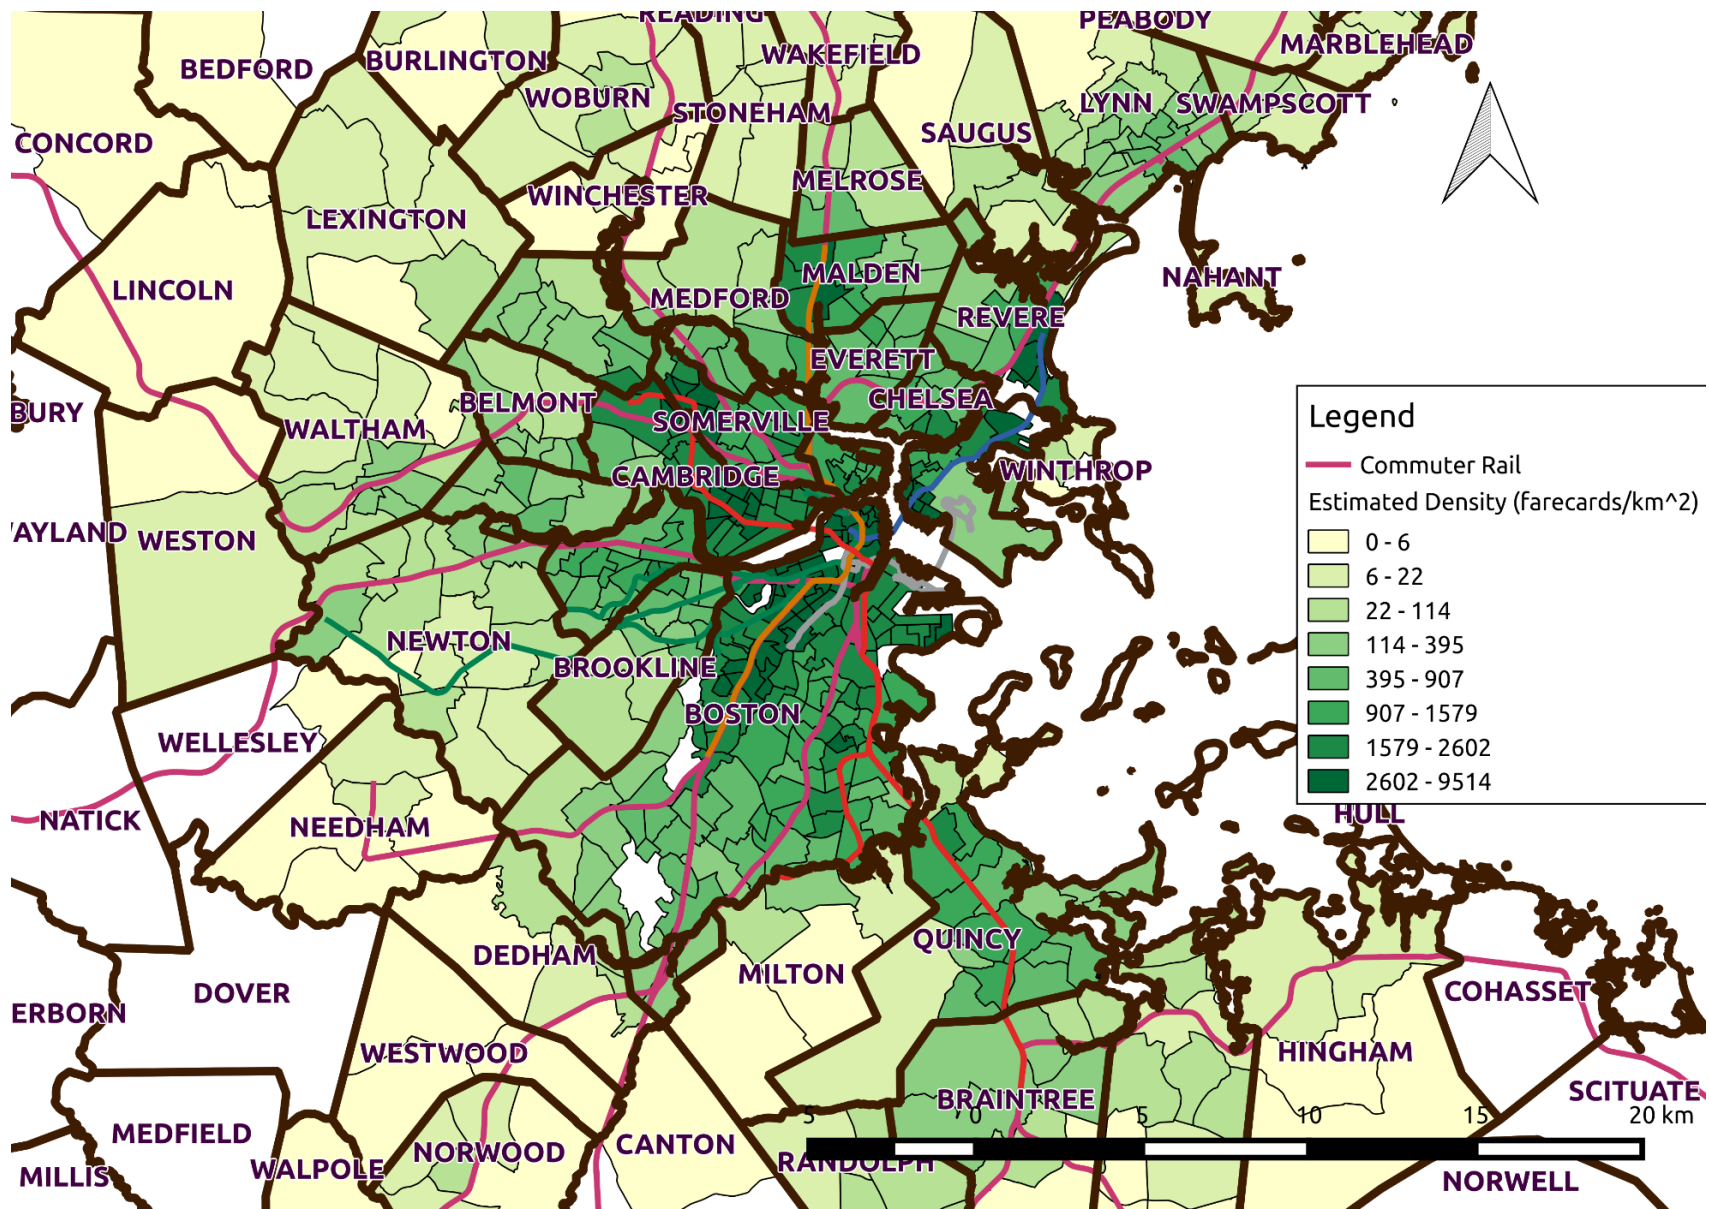 READING
PEABODY
MARBLEHEAD
BEDFORD
BURLINGTON
WAKEFIELD
WOBURN
STONEHAM
LYNN
SWAMPSCOTT
CONCORD
SAUGUS
WINCHESTER
MELROSE
LEXINGTON
LINCOLN
MEDFORD
MALDEN
NAHANT
REVERE
EVERETT
BURY
BELMONT
CHELSEA
WALTHAM
SOMERVILLE
CAMBRIDGE
WINTHROP
AYLAND
WESTON
NEWTON
BROOKLINE
BOSTON
WELLESLEY
NATICK
NEEDHAM
Legend
Commuter Rail
Estimated Density (farecards/km^2)
0 - 6
6 - 22
22 - 114
114 - 395
395 - 907
907 - 1579
1579 - 2602
2602 - 9514
HULL
QUINCY
DEDHAM
MILTON
DOVER
ERBORN
COHASSET
WESTWOOD
HINGHAM
SCITUATE
BRAINTREE
5 0 5 10 15 20 km
MEDFIELD
NORWOOD
CANTON
RANDOLPH
WALPOLE
MILLIS
NORWELL